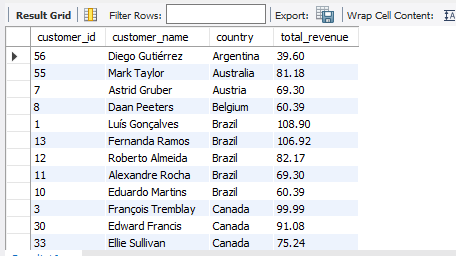 Result Grid Filter Rows: Export: Wrap Cell Content:
customer_id customer_name country total_revenue
56 Diego Gutiérrez Argentina 39.60
55 Mark Taylor Australia 81.18
7 Astrid Gruber Austria 69.30
8 Daan Peeters Belgium 60.39
1 Luís Gonçalves Brazil 108.90
13 Fernanda Ramos Brazil 106.92
12 Roberto Almeida Brazil 82.17
11 Alexandre Rocha Brazil 69.30
10 Eduardo Martins Brazil 60.39
3 François Tremblay Canada 99.99
30 Edward Francis Canada 91.08
33 Ellie Sullivan Canada 75.24